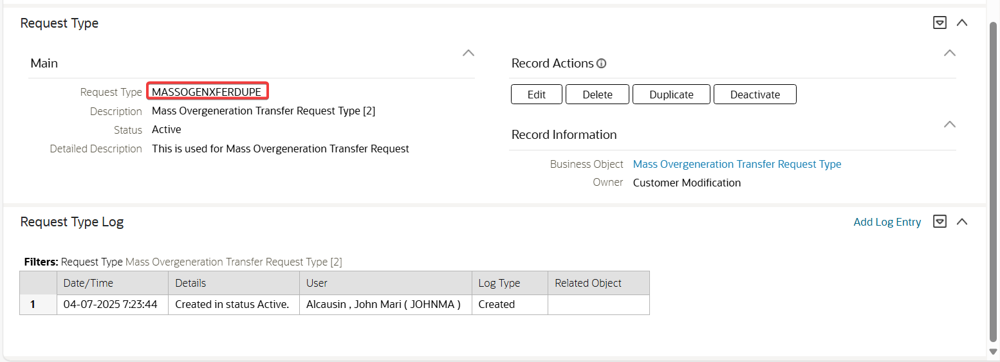 Request Type
Main
Request Type MASSOGENXFERDUPE
Description Mass Overgeneration Transfer Request Type [2]
Status Active
Detailed Description This is used for Mass Overgeneration Transfer Request
Record Actions
Edit Delete Duplicate Deactivate
Record Information
Business Object Mass Overgeneration Transfer Request Type
Owner Customer Modification
Request Type Log Add Log Entry
Filters: Request Type Mass Overgeneration Transfer Request Type [2]
Date/Time Details User Log Type Related Object
1 04-07-2025 7:23:44 Created in status Active. Alcausin , John Mari ( JOHNMA ) Created